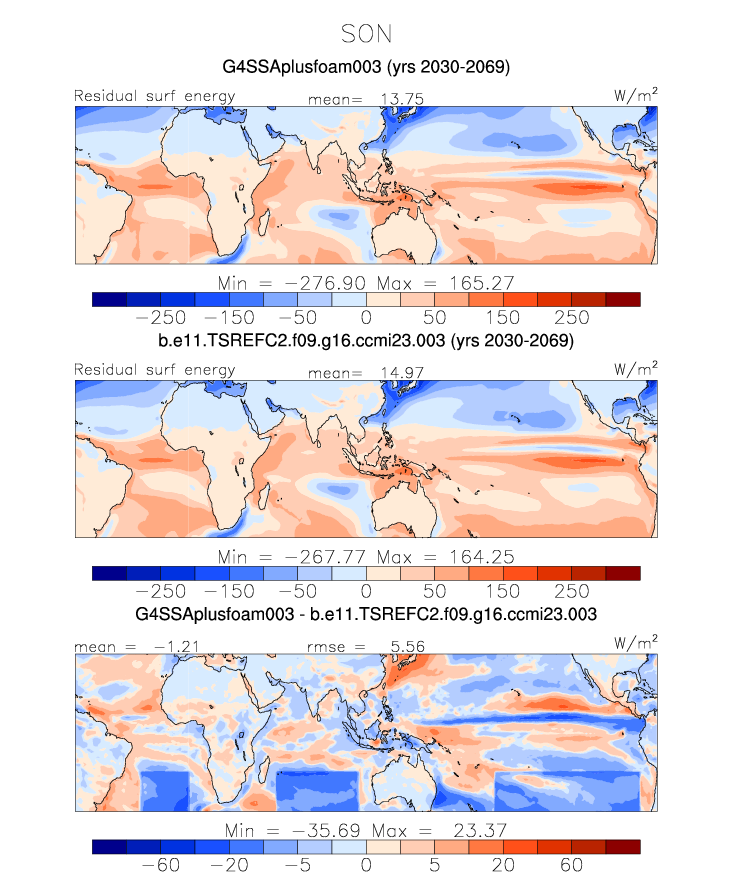 SON
G4SSAplusfoam003 (yrs 2030-2069)
Residual surf energy mean= 13.75 W/m²
Min = −276.90 Max = 165.27
−250 −150 −50 0 50 150 250
b.e11.TSREFC2.f09.g16.ccmi23.003 (yrs 2030-2069)
Residual surf energy mean= 14.97 W/m²
Min = −267.77 Max = 164.25
−250 −150 −50 0 50 150 250
G4SSAplusfoam003 - b.e11.TSREFC2.f09.g16.ccmi23.003
mean = −1.21 rmse = 5.56 W/m²
Min = −35.69 Max = 23.37
−60 −20 −5 0 5 20 60